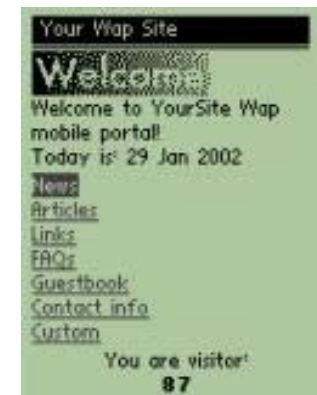 Your Wap Site
Welcome
Welcome to YourSite Wap
mobile portal!
Today is: 29 Jan 2002
News
Articles
Links
FAQs
Guestbook
Contact info
Custom
You are visitor:
87